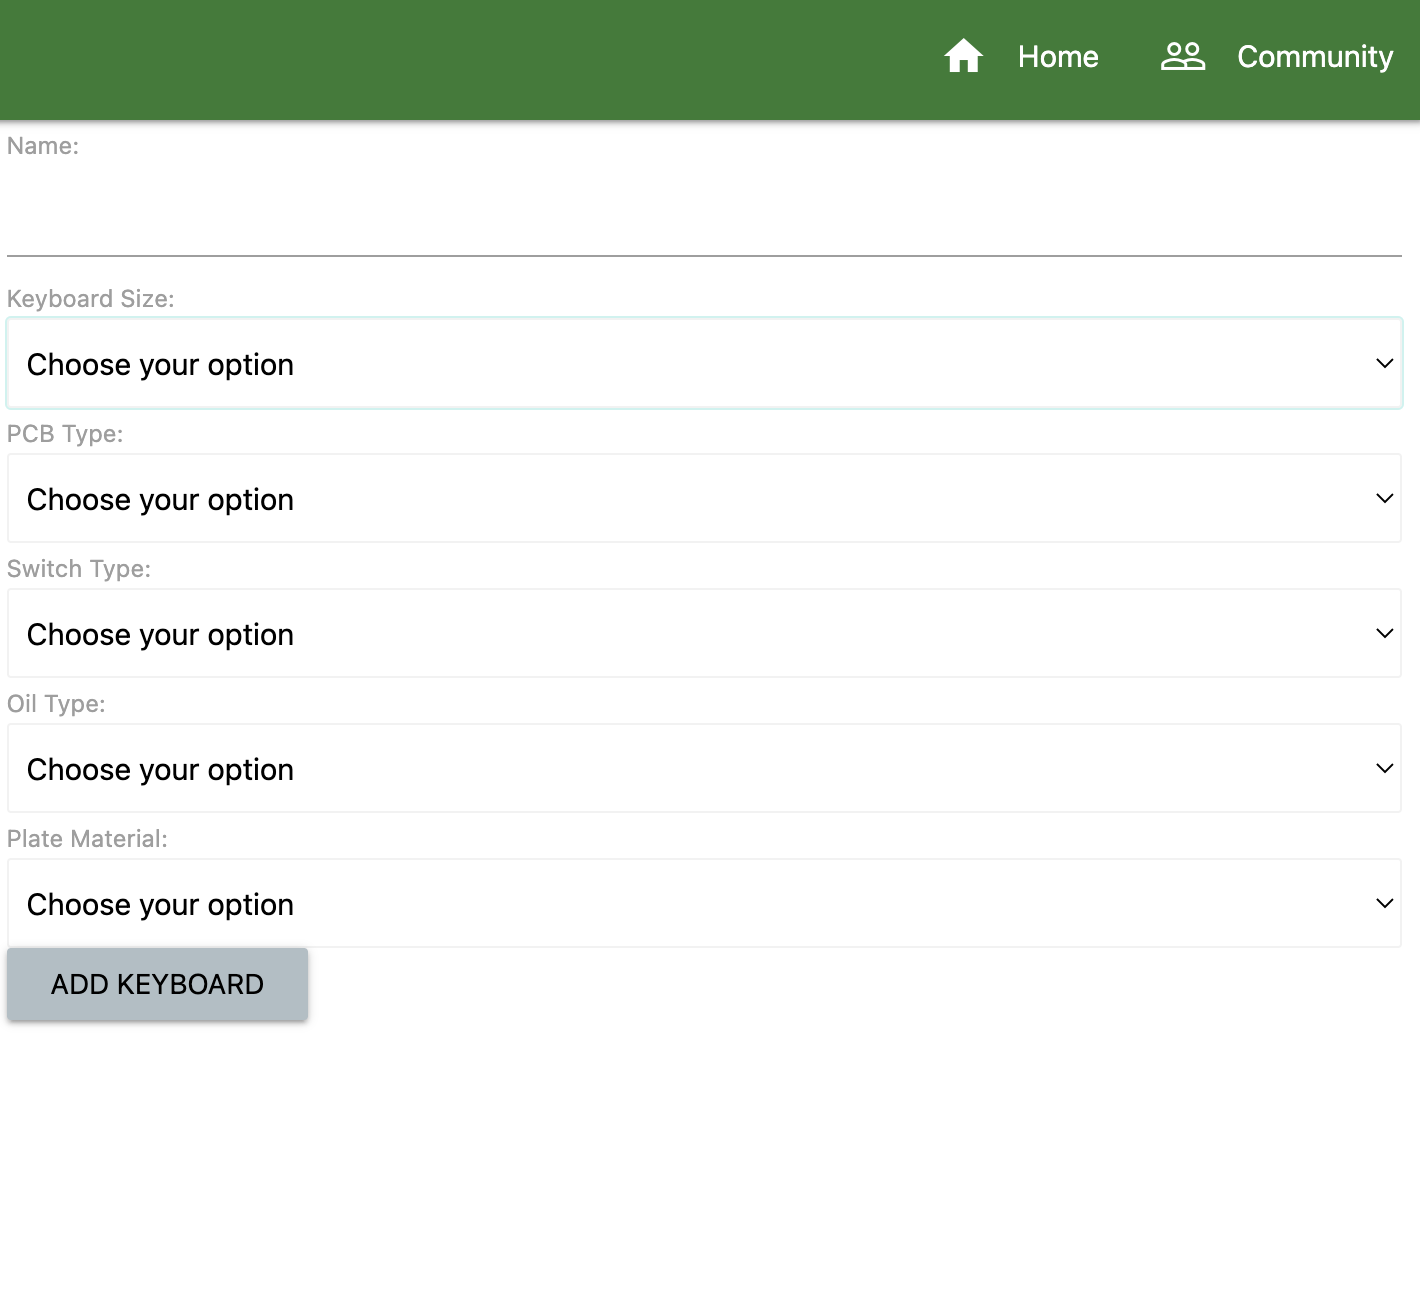 Home Community
Name:
Keyboard Size:
Choose your option
PCB Type:
Choose your option
Switch Type:
Choose your option
Oil Type:
Choose your option
Plate Material:
Choose your option
ADD KEYBOARD